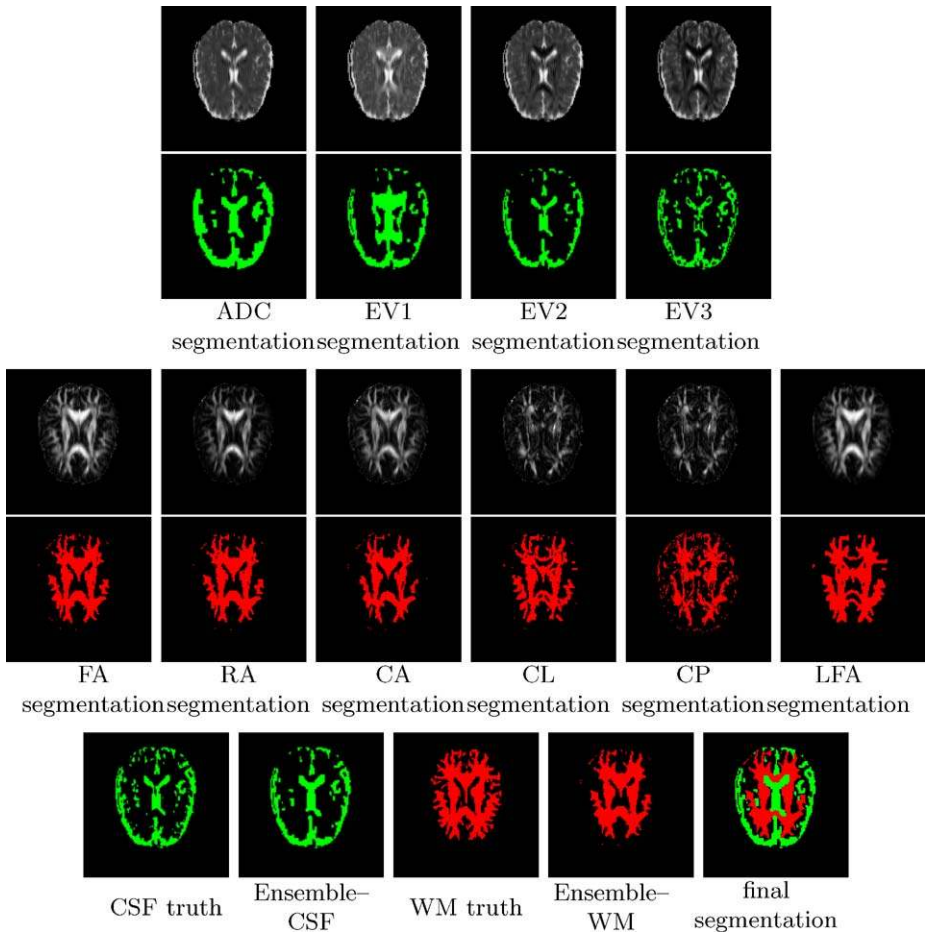 ADC EV1 EV2 EV3
segmentation segmentation segmentation segmentation
FA RA CA CL CP LFA
segmentation segmentation segmentation segmentation segmentation segmentation
CSF truth Ensemble–CSF WM truth Ensemble–WM final segmentation